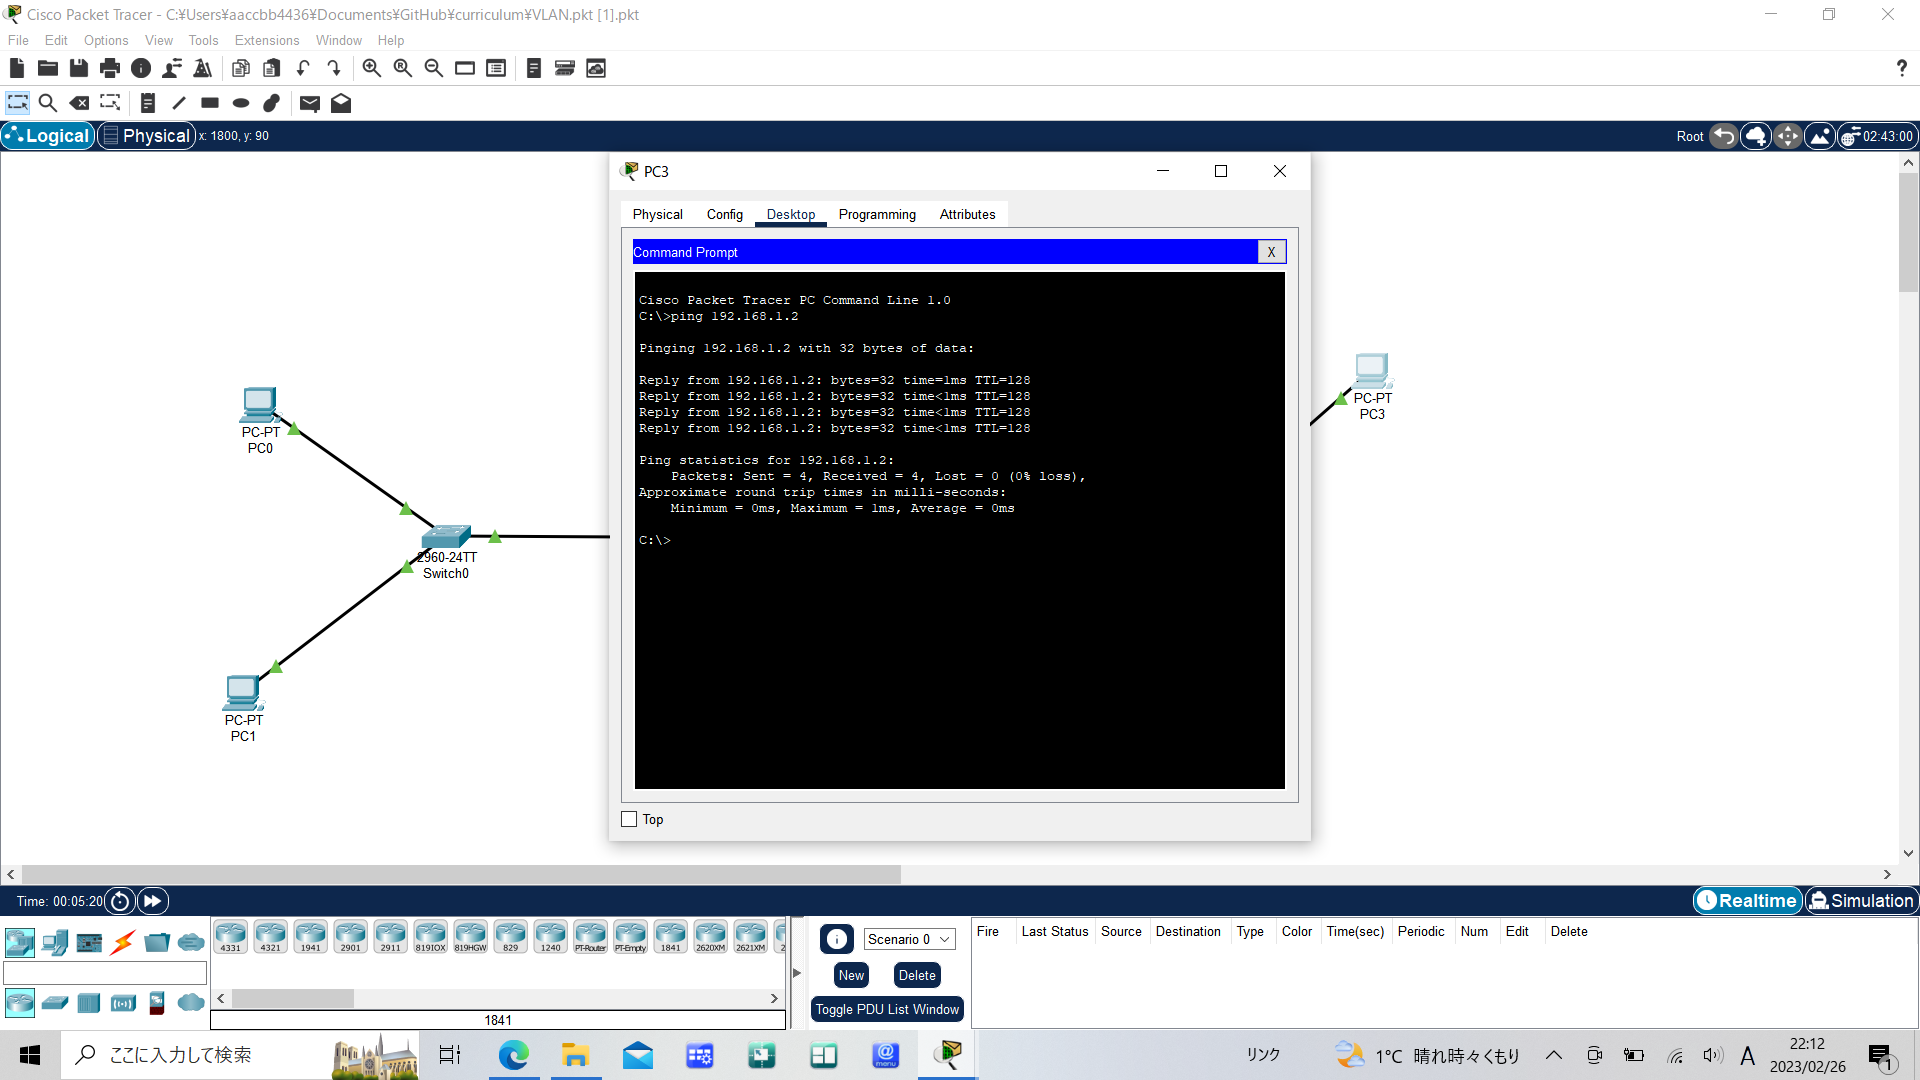 Cisco Packet Tracer - C:¥Users¥aaccbb4436¥Documents¥GitHub¥curriculum¥VLAN.pkt [1].pkt
File Edit Options View Tools Extensions Window Help
?
Logical Physical x: 1800, y: 90 Root 02:43:00
PC3
Physical Config Desktop Programming Attributes
Command Prompt X
Cisco Packet Tracer PC Command Line 1.0
C:\>ping 192.168.1.2
Pinging 192.168.1.2 with 32 bytes of data:
Reply from 192.168.1.2: bytes=32 time=1ms TTL=128
Reply from 192.168.1.2: bytes=32 time<1ms TTL=128
Reply from 192.168.1.2: bytes=32 time<1ms TTL=128
Reply from 192.168.1.2: bytes=32 time<1ms TTL=128
Ping statistics for 192.168.1.2:
Packets: Sent = 4, Received = 4, Lost = 0 (0% loss),
Approximate round trip times in milli-seconds:
Minimum = 0ms, Maximum = 1ms, Average = 0ms
C:\>
Top
PC-PT
PC0
2960-24TT
Switch0
PC-PT
PC1
PC-PT
PC3
Time: 00:05:20 Realtime Simulation
4331 4321 1941 2901 2911 819IOX 819HGW 829 1240 PT-Router PT-Empty 1841 2620XM 2621XM
1841
Scenario 0
New Delete
Toggle PDU List Window
Fire Last Status Source Destination Type Color Time(sec) Periodic Num Edit Delete
ここに入力して検索
@
menu
リンク
1°C 晴れ時々くもり
A
22:12
2023/02/26
1